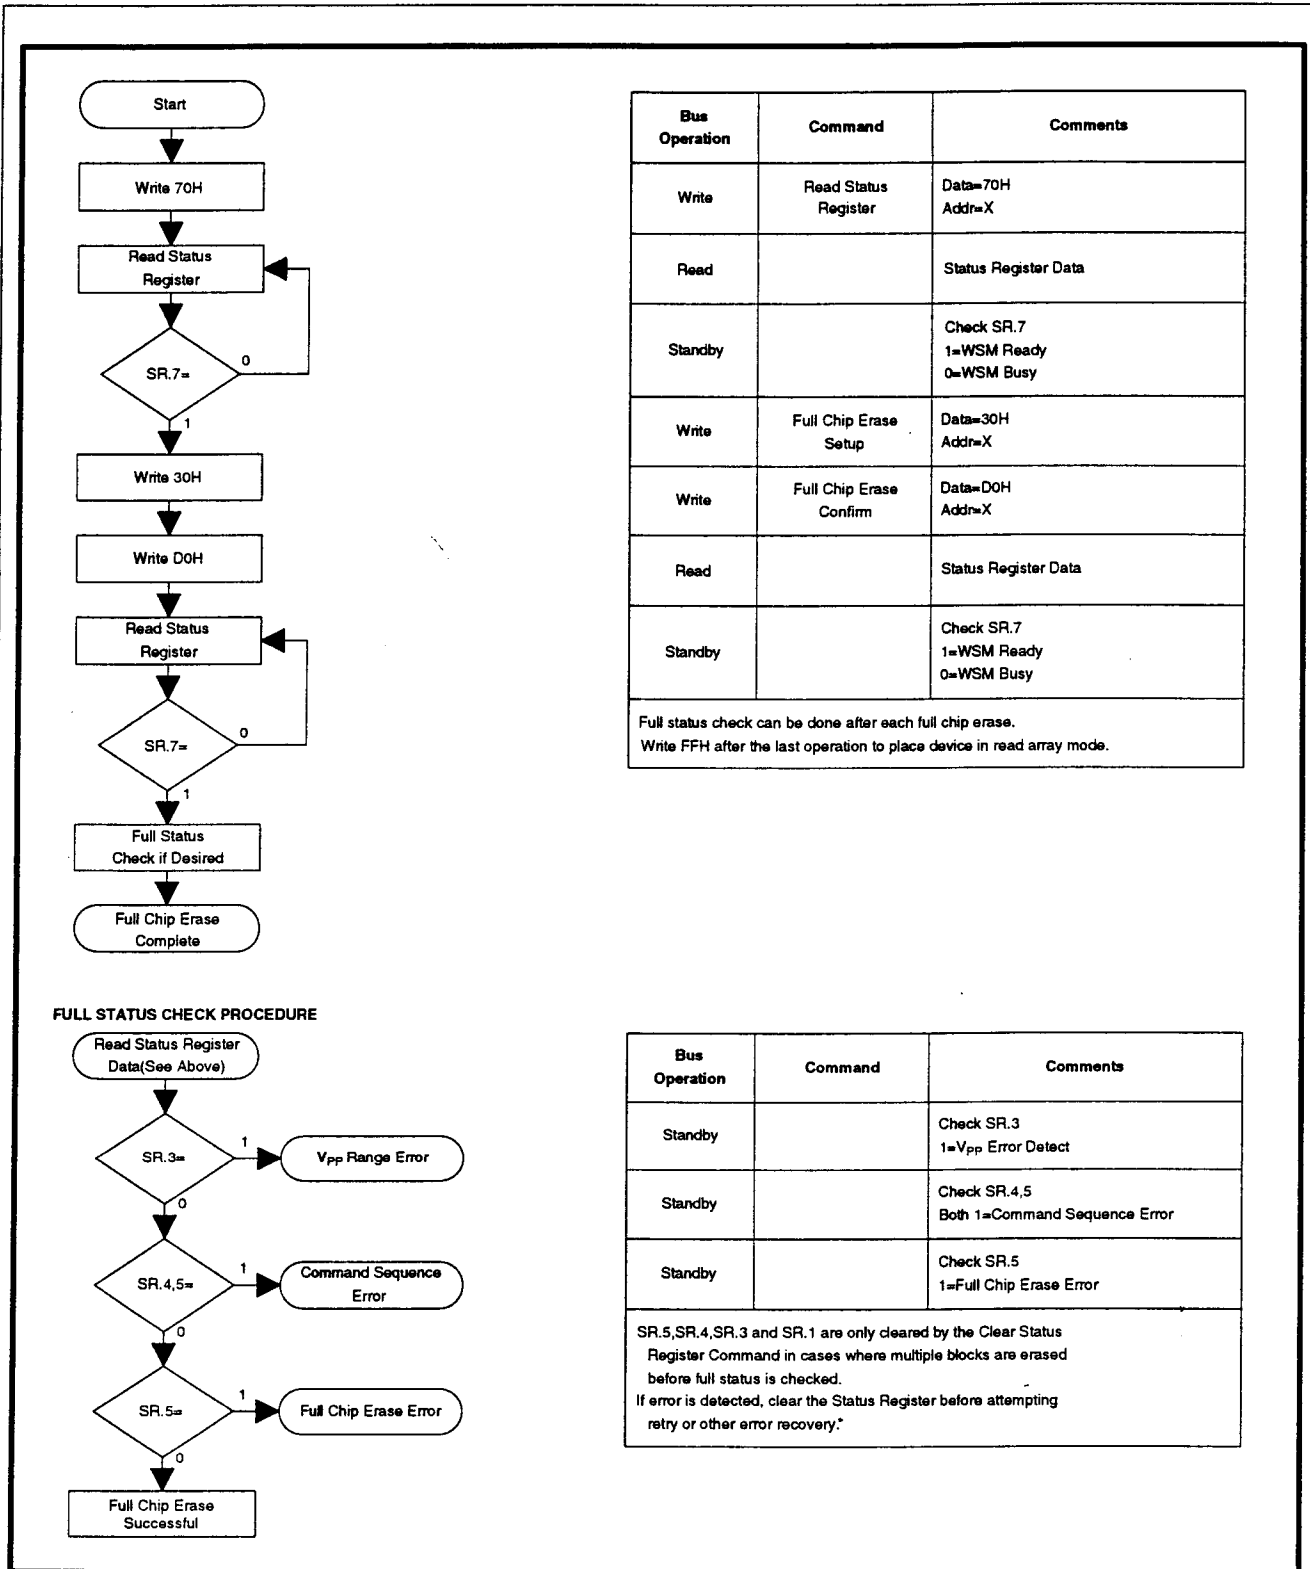 Start
Write 70H
Read Status
Register
SR.7=
0
1
Write 30H
Write D0H
Read Status
Register
SR.7=
0
1
Full Status
Check if Desired
Full Chip Erase
Complete
Bus
Operation
Command
Comments
Write
Read Status
Register
Data=70H
Addr=X
Read
Status Register Data
Standby
Check SR.7
1=WSM Ready
0=WSM Busy
Write
Full Chip Erase
Setup
Data=30H
Addr=X
Write
Full Chip Erase
Confirm
Data=D0H
Addr=X
Read
Status Register Data
Standby
Check SR.7
1=WSM Ready
0=WSM Busy
Full status check can be done after each full chip erase.
Write FFH after the last operation to place device in read array mode.
FULL STATUS CHECK PROCEDURE
Read Status Register
Data(See Above)
SR.3=
1
VPP Range Error
0
SR.4,5=
1
Command Sequence
Error
0
SR.5=
1
Full Chip Erase Error
0
Full Chip Erase
Successful
Bus
Operation
Command
Comments
Standby
Check SR.3
1=VPP Error Detect
Standby
Check SR.4,5
Both 1=Command Sequence Error
Standby
Check SR.5
1=Full Chip Erase Error
SR.5,SR.4,SR.3 and SR.1 are only cleared by the Clear Status
Register Command in cases where multiple blocks are erased
before full status is checked.
If error is detected, clear the Status Register before attempting
retry or other error recovery.